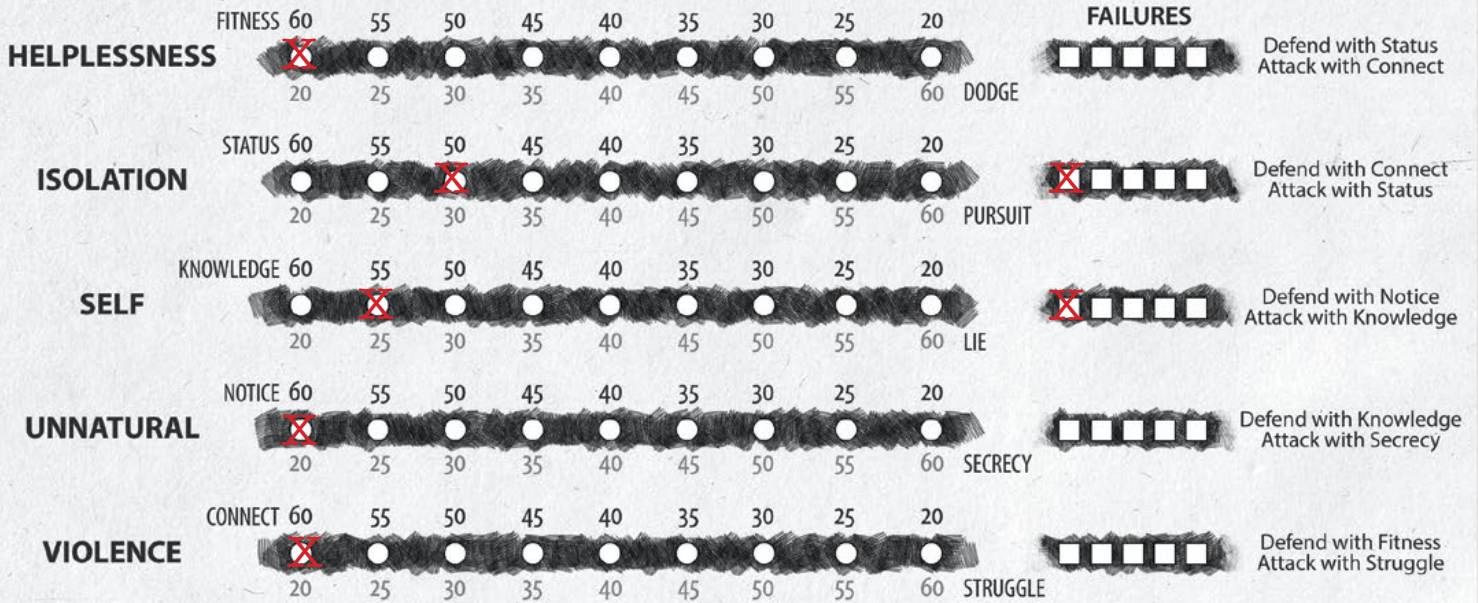 FITNESS 60 55 50 45 40 35 30 25 20 FAILURES
HELPLESSNESS Defend with Status
Attack with Connect
20 25 30 35 40 45 50 55 60 DODGE
STATUS 60 55 50 45 40 35 30 25 20
ISOLATION Defend with Connect
Attack with Status
20 25 30 35 40 45 50 55 60 PURSUIT
KNOWLEDGE 60 55 50 45 40 35 30 25 20
SELF Defend with Notice
Attack with Knowledge
20 25 30 35 40 45 50 55 60 LIE
NOTICE 60 55 50 45 40 35 30 25 20
UNNATURAL Defend with Knowledge
Attack with Secrecy
20 25 30 35 40 45 50 55 60 SECRECY
CONNECT 60 55 50 45 40 35 30 25 20
VIOLENCE Defend with Fitness
Attack with Struggle
20 25 30 35 40 45 50 55 60 STRUGGLE